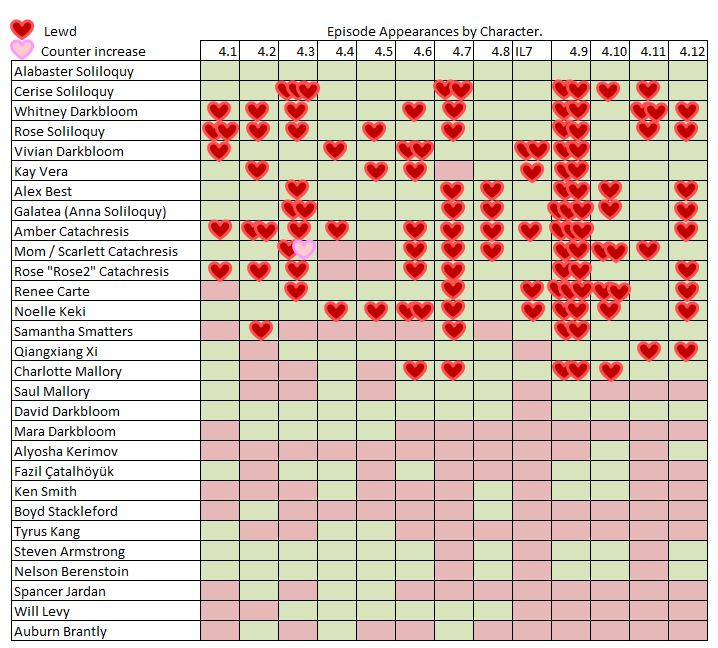 Lewd Episode Appearances by Character.
Counter increase 4.1 4.2 4.3 4.4 4.5 4.6 4.7 4.8 IL7 4.9 4.10 4.11 4.12
Alabaster Soliloquy
Cerise Soliloquy
Whitney Darkbloom
Rose Soliloquy
Vivian Darkbloom
Kay Vera
Alex Best
Galatea (Anna Soliloquy)
Amber Catachresis
Mom / Scarlett Catachresis
Rose "Rose2" Catachresis
Renee Carte
Noelle Keki
Samantha Smatters
Qiangxiang Xi
Charlotte Mallory
Saul Mallory
David Darkbloom
Mara Darkbloom
Alyosha Kerimov
Fazil Çatalhöyük
Ken Smith
Boyd Stackleford
Tyrus Kang
Steven Armstrong
Nelson Berenstoin
Spancer Jardan
Will Levy
Auburn Brantly